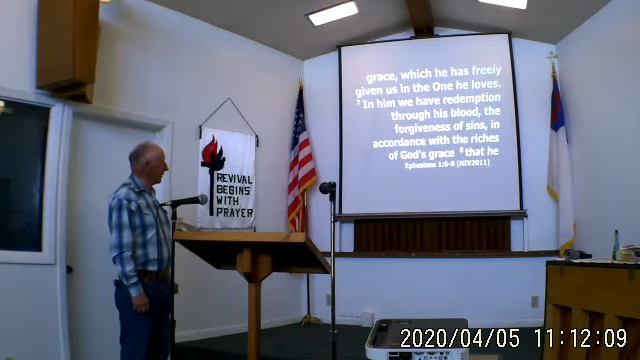 grace, which he has freely
given us in the One he loves.
7 In him we have redemption
through his blood, the
forgiveness of sins, in
accordance with the riches
of God's grace 8 that he
Ephesians 1:6-8 (NIV2011)
REVIVAL
BEGINS
WITH
PRAYER
2020/04/05 11:12:09